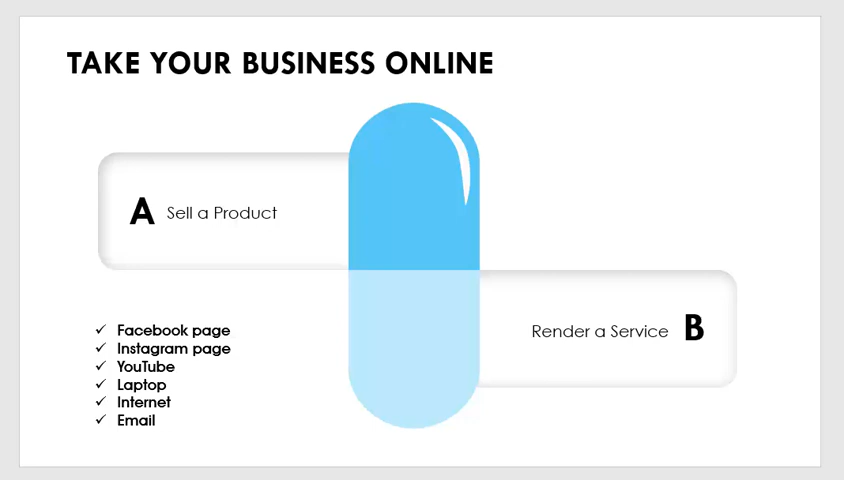 TAKE YOUR BUSINESS ONLINE
A Sell a Product
Render a Service B
✓ Facebook page
✓ Instagram page
✓ YouTube
✓ Laptop
✓ Internet
✓ Email